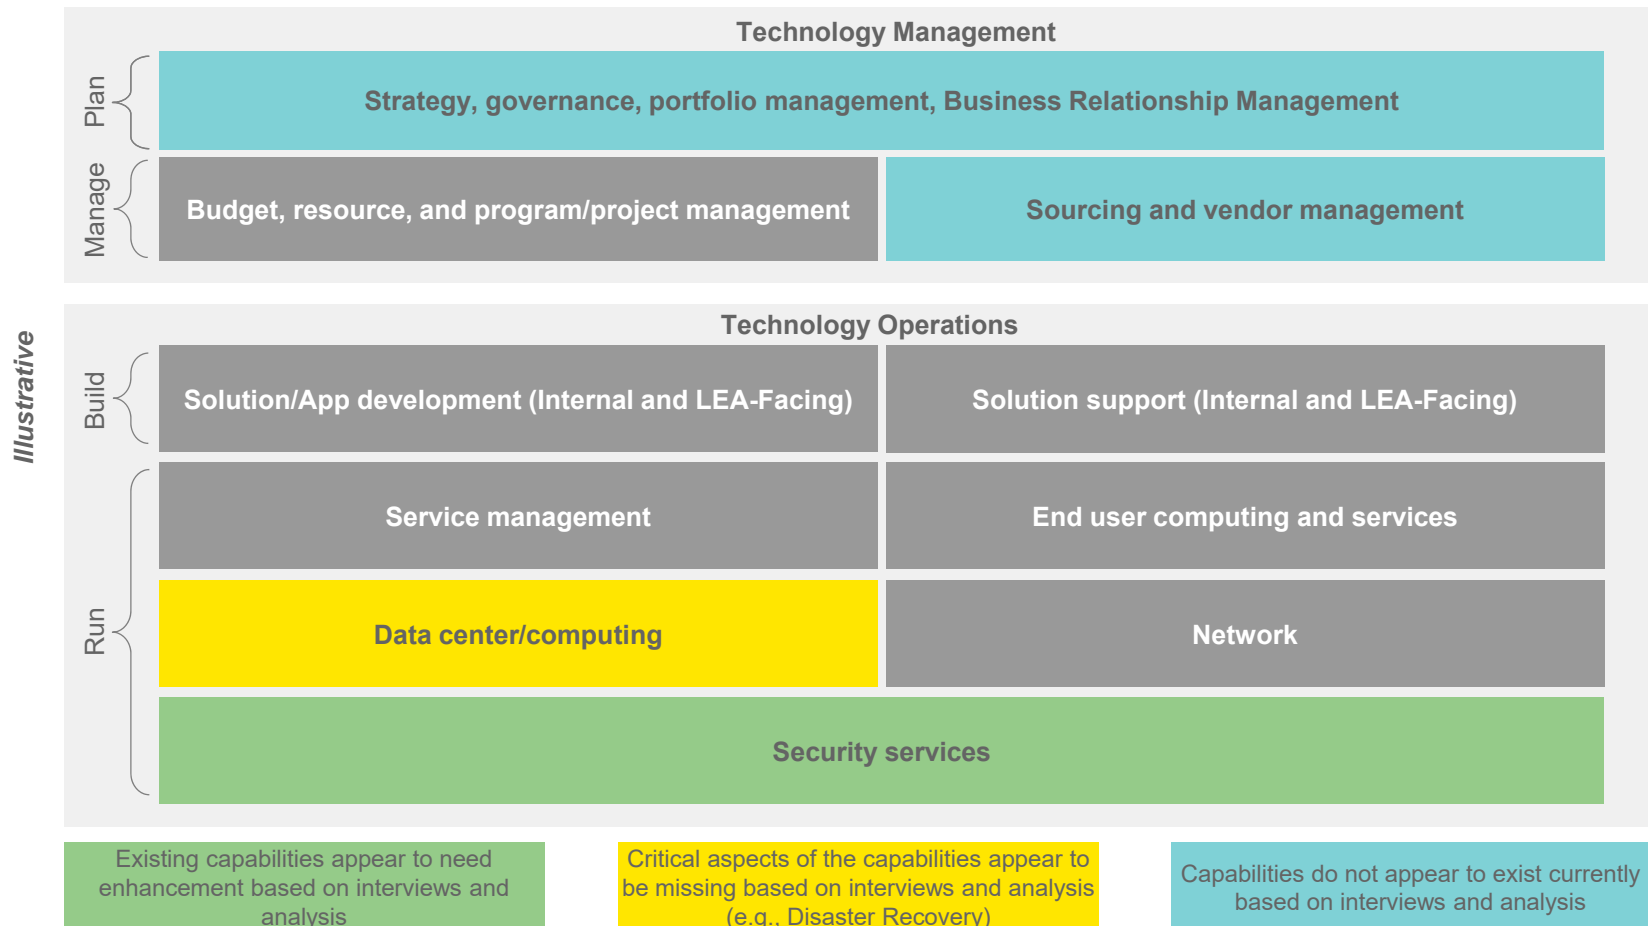 Technology Management
Plan
Strategy, governance, portfolio management, Business Relationship Management
Manage
Budget, resource, and program/project management
Sourcing and vendor management
Illustrative
Technology Operations
Build
Solution/App development (Internal and LEA-Facing)
Solution support (Internal and LEA-Facing)
Run
Service management
End user computing and services
Data center/computing
Network
Security services
Existing capabilities appear to need
enhancement based on interviews and
analysis
Critical aspects of the capabilities appear to
be missing based on interviews and analysis
(e.g., Disaster Recovery)
Capabilities do not appear to exist currently
based on interviews and analysis